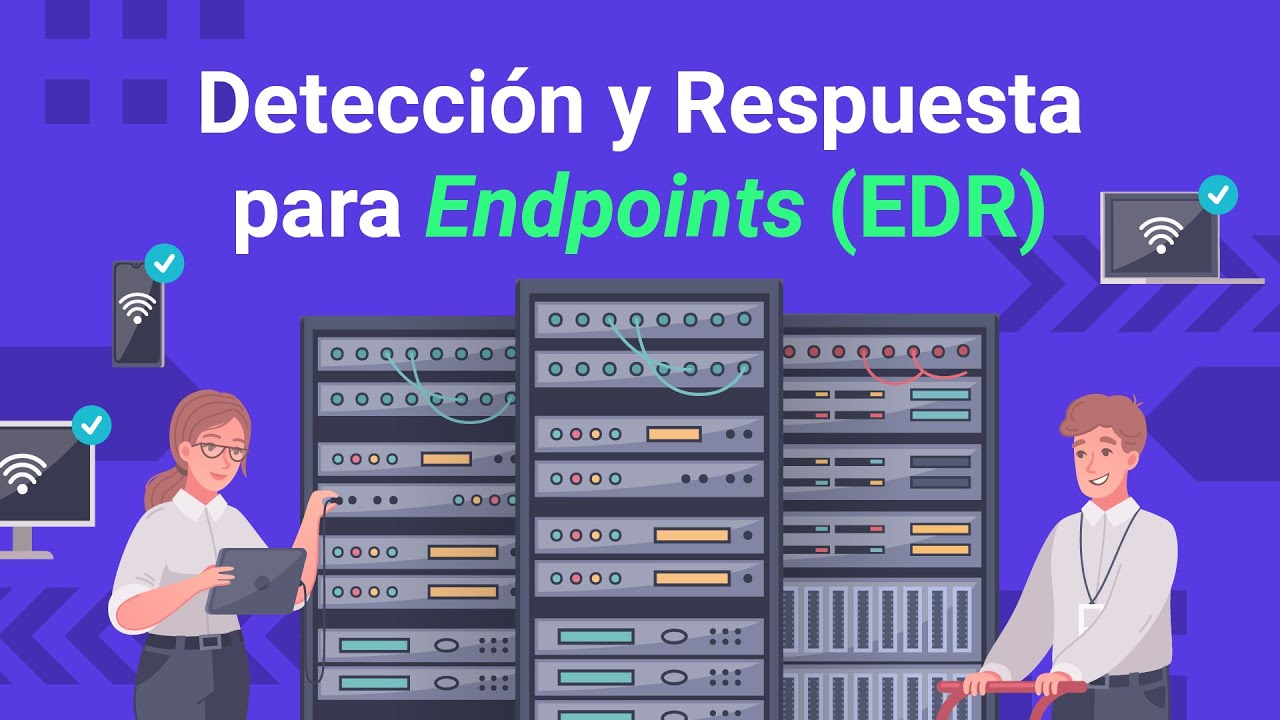 Detección y Respuesta
para Endpoints (EDR)